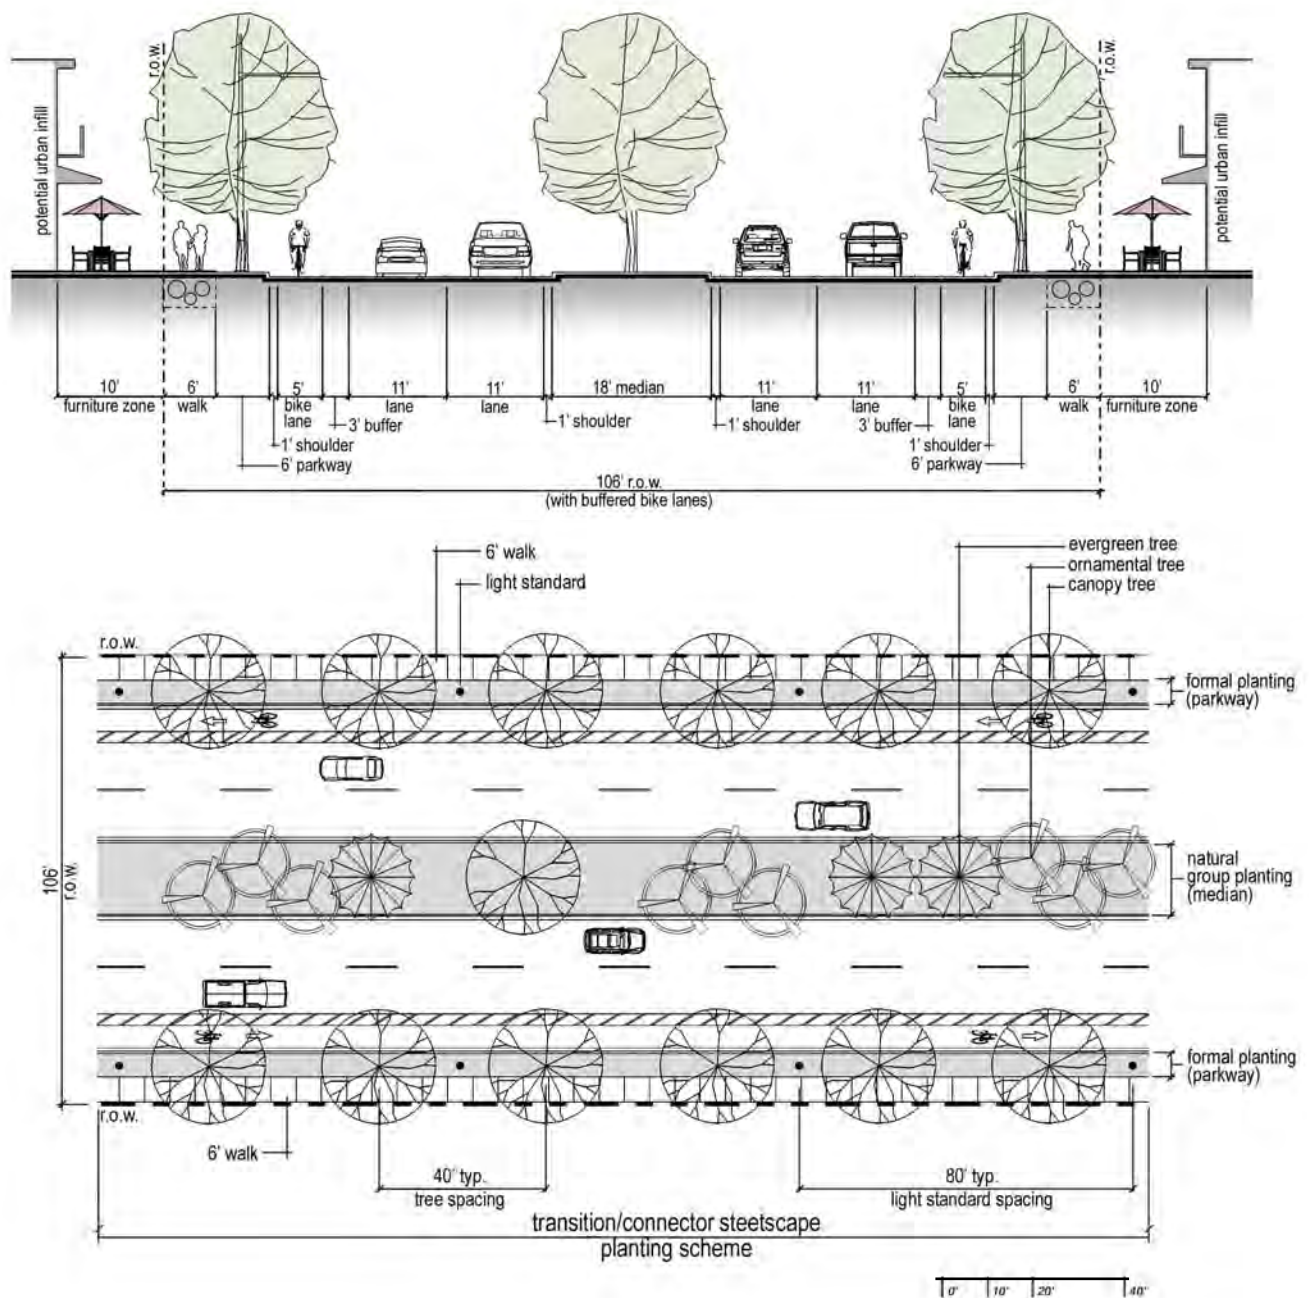 r.o.w.
r.o.w.
potential urban infill
potential urban infill
10'
6'
5'
11'
11'
18' median
11'
11'
5'
6'
10'
furniture zone
walk
bike
lane
lane
lane
lane
lane
bike
lane
walk
furniture zone
3' buffer
1' shoulder
1' shoulder
3' buffer
1' shoulder
1' shoulder
6' parkway
6' parkway
106' r.o.w.
(with buffered bike lanes)
6' walk
light standard
evergreen tree
ornamental tree
canopy tree
r.o.w.
formal planting
(parkway)
106'
r.o.w.
natural
group planting
(median)
formal planting
(parkway)
r.o.w.
6' walk
40' typ.
tree spacing
80' typ.
light standard spacing
transition/connector steetscape
planting scheme
0' 10' 20' 40'